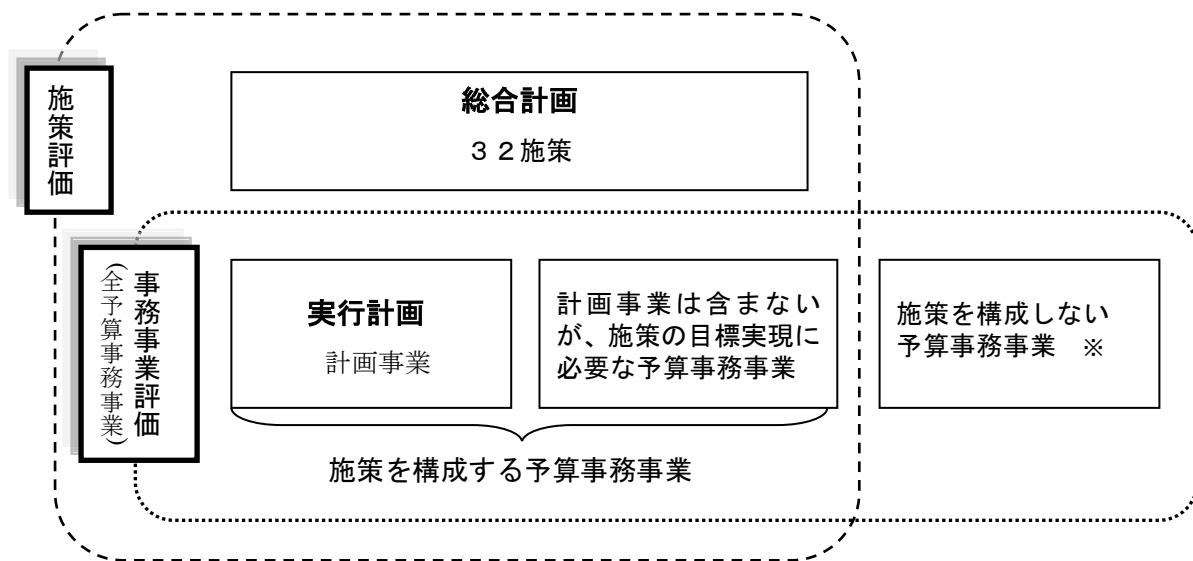 施策評価
総合計画
３２施策
事務事業評価
(全予算事務事業)
実行計画
計画事業
計画事業は含まない
が、施策の目標実現に
必要な予算事務事業
施策を構成しない
予算事務事業　※
施策を構成する予算事務事業